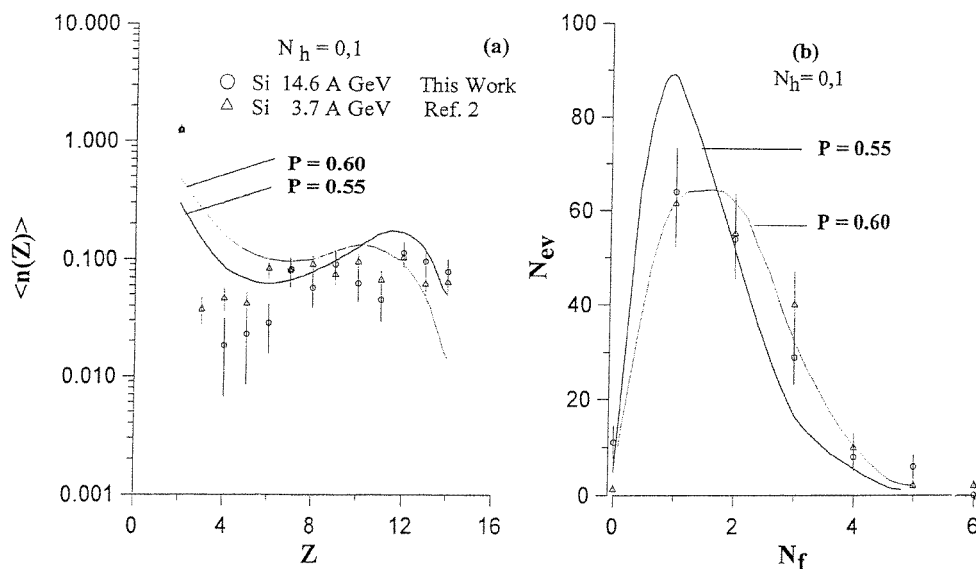 10.000
1.000
0.100
0.010
0.001
<n(Z)>
0 4 8 12 16
Z
N h = 0,1
(a)
Si 14.6 A GeV This Work
Si 3.7 A GeV Ref. 2
P = 0.60
P = 0.55
100
80
60
40
20
0
N_ev
0 2 4 6
N_f
(b)
N_h = 0,1
P = 0.55
P = 0.60